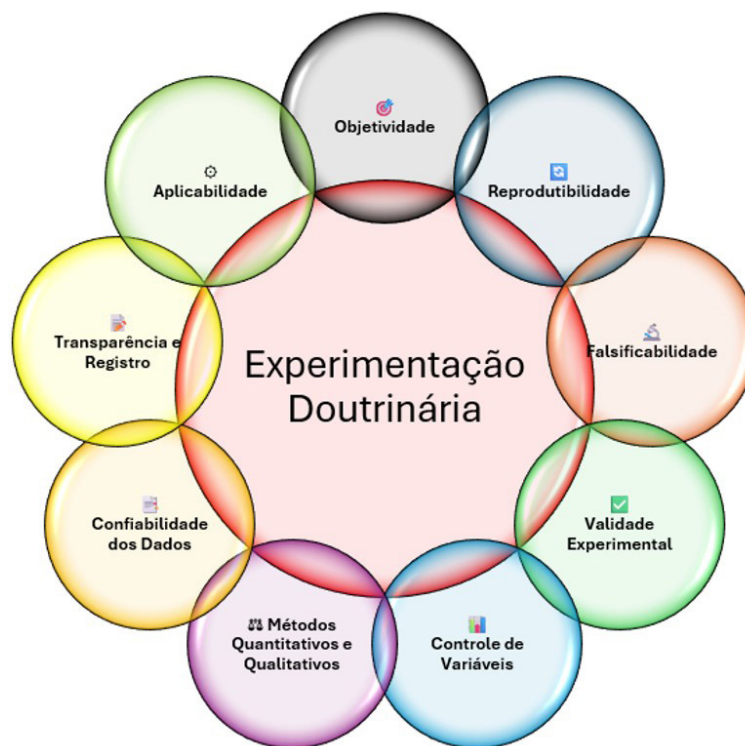 Objetividade
Reprodutibilidade
Falsificabilidade
Validade
Experimental
Controle de
Variáveis
Métodos
Quantitativos e
Qualitativos
Confiabilidade
dos Dados
Transparência e
Registro
Aplicabilidade
Experimentação
Doutrinária